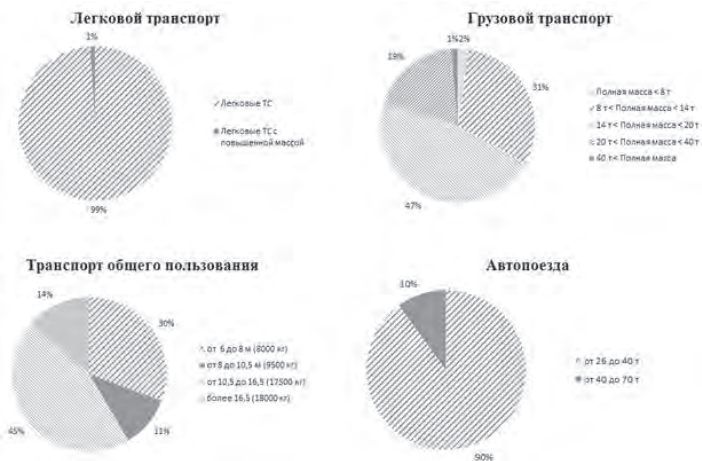 Легковой транспорт
1%
99%
Легковые ТС
Легковые ТС с
повышенной массой
Грузовой транспорт
1%
2%
19%
31%
47%
Полная масса < 8 т
8 т < Полная масса < 14 т
14 т < Полная масса < 20 т
20 т < Полная масса < 40 т
40 т < Полная масса
Транспорт общего пользования
14%
30%
45%
11%
от 6 до 8 м (8000 кг)
от 8 до 10,5 м (9500 кг)
от 10,5 до 16,5 (17500 кг)
более 16,5 (18000 кг)
Автопоезда
10%
90%
от 26 до 40 т
от 40 до 70 т